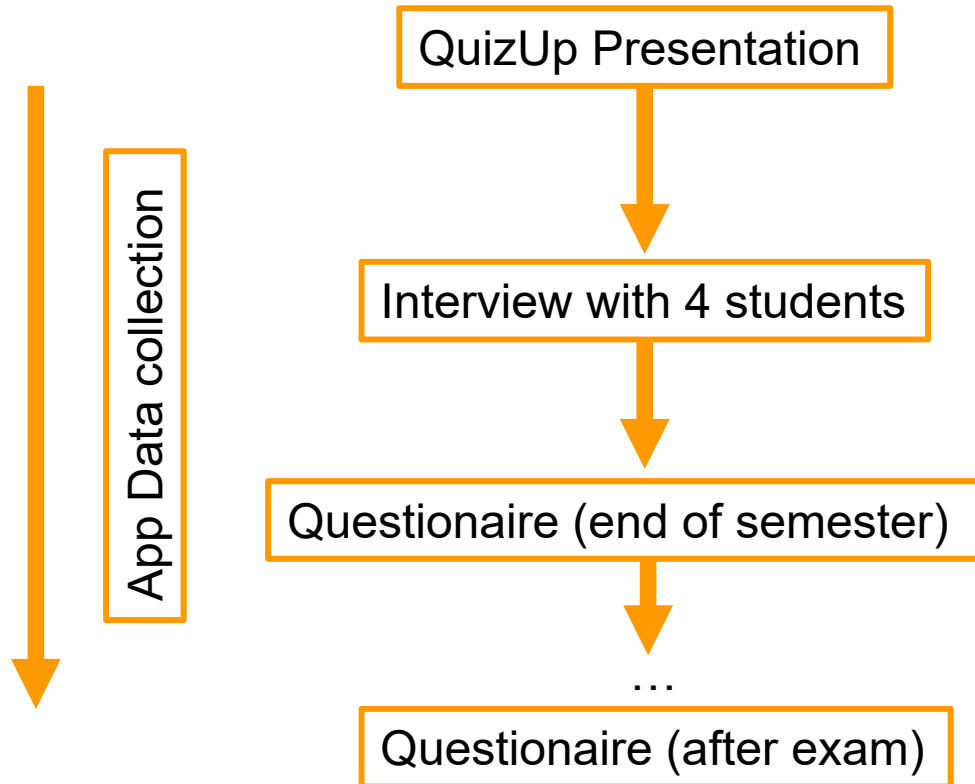 QuizUp Presentation
App Data collection
Interview with 4 students
Questionaire (end of semester)
...
Questionaire (after exam)